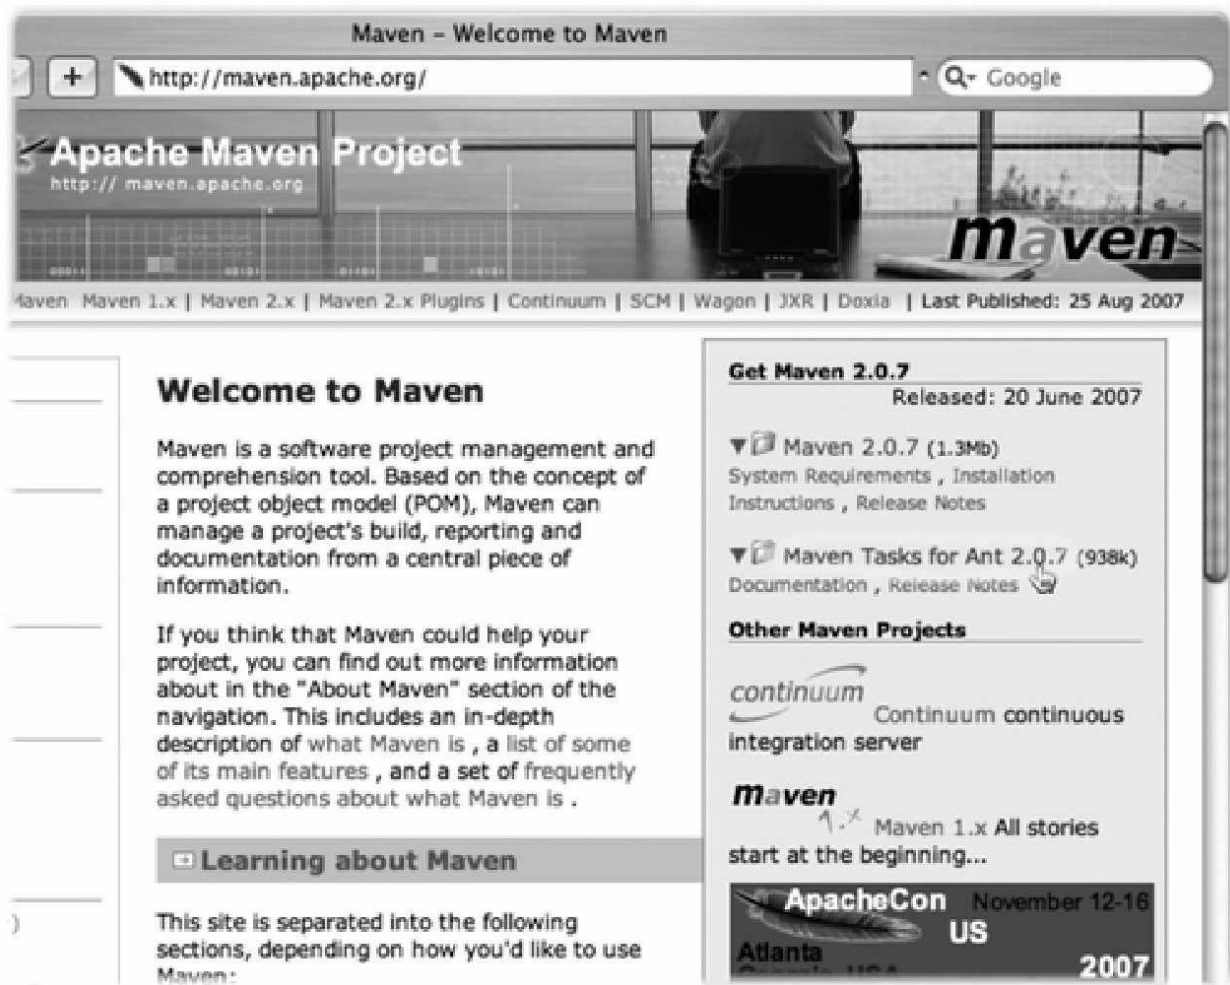 Maven – Welcome to Maven
+
http://maven.apache.org/
Google
Apache Maven Project
http:// maven.apache.org
maven
Maven Maven 1.x | Maven 2.x | Maven 2.x Plugins | Continuum | SCM | Wagon | JXR | Doxia | Last Published: 25 Aug 2007
Welcome to Maven
Maven is a software project management and
comprehension tool. Based on the concept of
a project object model (POM), Maven can
manage a project's build, reporting and
documentation from a central piece of
information.
If you think that Maven could help your
project, you can find out more information
about in the "About Maven" section of the
navigation. This includes an in-depth
description of what Maven is , a list of some
of its main features , and a set of frequently
asked questions about what Maven is .
Learning about Maven
This site is separated into the following
sections, depending on how you'd like to use
Maven:
Get Maven 2.0.7
Released: 20 June 2007
Maven 2.0.7 (1.3Mb)
System Requirements , Installation
Instructions , Release Notes
Maven Tasks for Ant 2.0.7 (938k)
Documentation , Release Notes
Other Maven Projects
continuum
Continuum continuous
integration server
maven
1.x
Maven 1.x All stories
start at the beginning...
ApacheCon November 12-16
US
Atlanta
Georgia, USA
2007